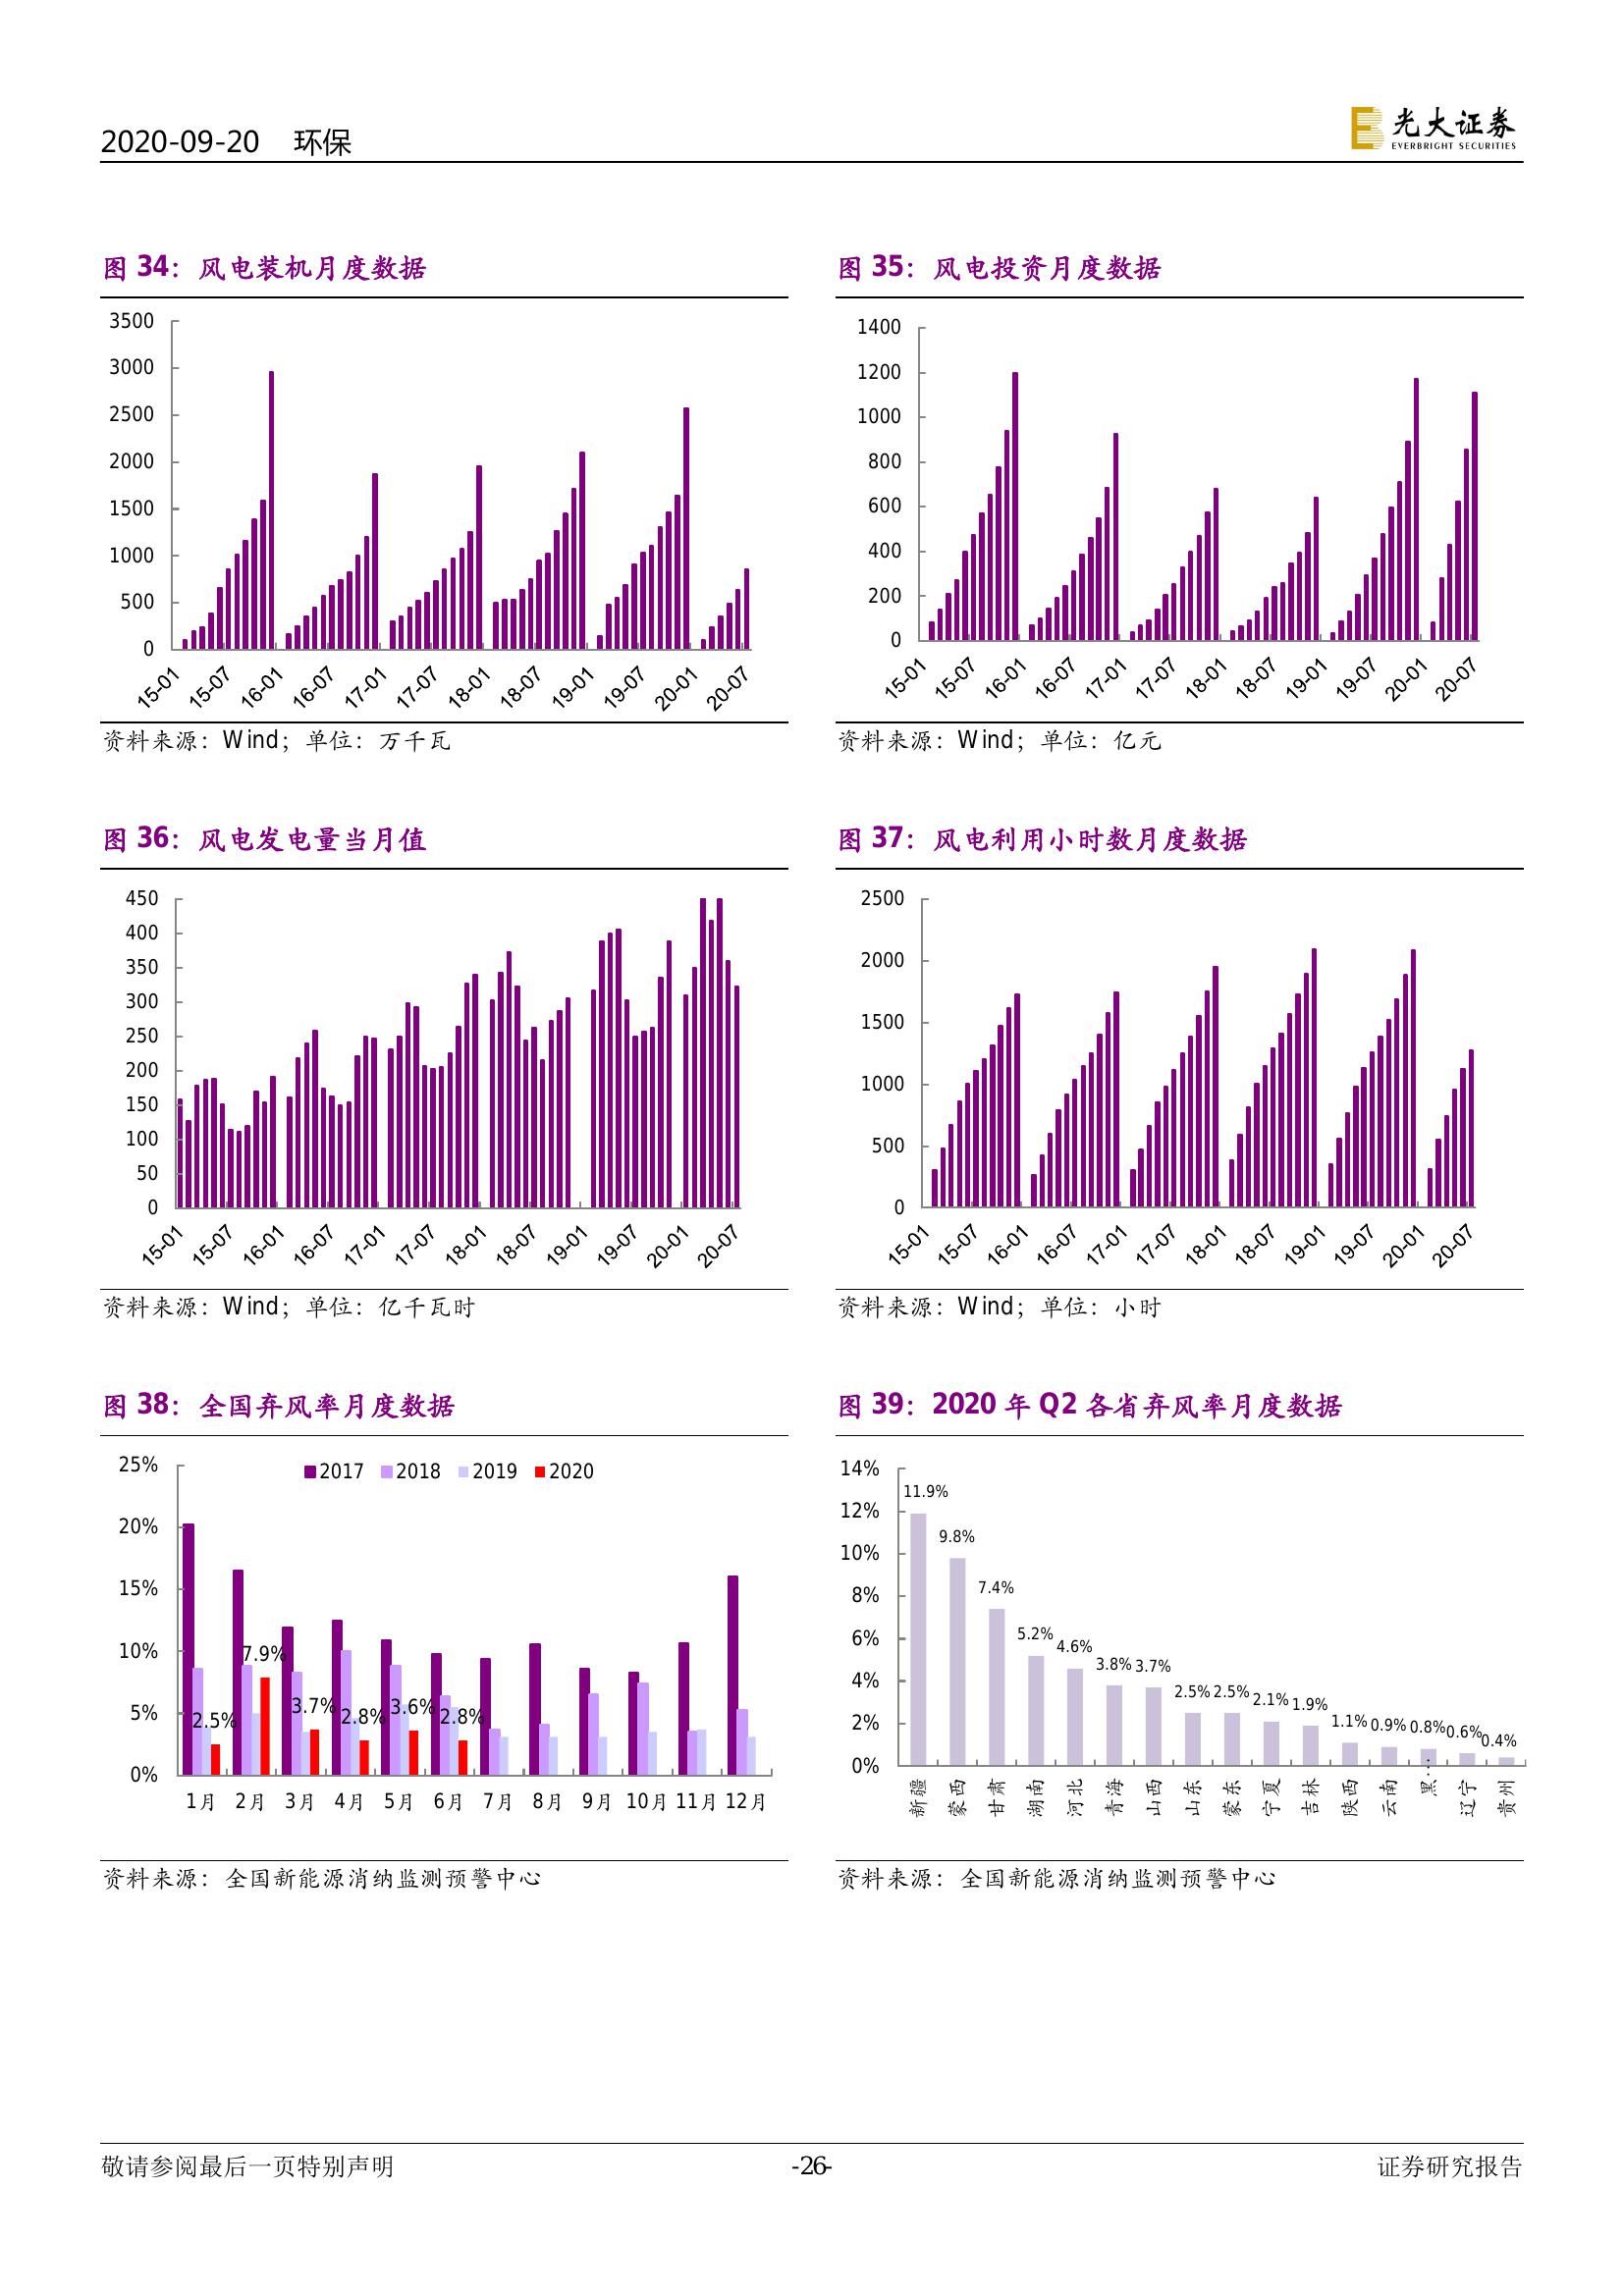 2020-09-20 环保
光大证券
EVERBRIGHT SECURITIES
图 34：风电装机月度数据
3500
3000
2500
2000
1500
1000
500
0
15-01 15-07 16-01 16-07 17-01 17-07 18-01 18-07 19-01 19-07 20-01 20-07
资料来源：Wind；单位：万千瓦
图 35：风电投资月度数据
1400
1200
1000
800
600
400
200
0
15-01 15-07 16-01 16-07 17-01 17-07 18-01 18-07 19-01 19-07 20-01 20-07
资料来源：Wind；单位：亿元
图 36：风电发电量当月值
450
400
350
300
250
200
150
100
50
0
15-01 15-07 16-01 16-07 17-01 17-07 18-01 18-07 19-01 19-07 20-01 20-07
资料来源：Wind；单位：亿千瓦时
图 37：风电利用小时数月度数据
2500
2000
1500
1000
500
0
15-01 15-07 16-01 16-07 17-01 17-07 18-01 18-07 19-01 19-07 20-01 20-07
资料来源：Wind；单位：小时
图 38：全国弃风率月度数据
2017 2018 2019 2020
25%
20%
15%
10%
5%
0%
2.5% 7.9% 3.7% 2.8% 3.6% 2.8%
1月 2月 3月 4月 5月 6月 7月 8月 9月 10月 11月 12月
资料来源：全国新能源消纳监测预警中心
图 39：2020 年 Q2 各省弃风率月度数据
14%
12%
10%
8%
6%
4%
2%
0%
11.9% 9.8% 7.4% 5.2% 4.6% 3.8% 3.7% 2.5% 2.5% 2.1% 1.9% 1.1% 0.9% 0.8% 0.6% 0.4%
新疆 蒙西 甘肃 湖南 河北 青海 山西 山东 蒙东 宁夏 吉林 陕西 云南 黑… 辽宁 贵州
资料来源：全国新能源消纳监测预警中心
敬请参阅最后一页特别声明 -26- 证券研究报告